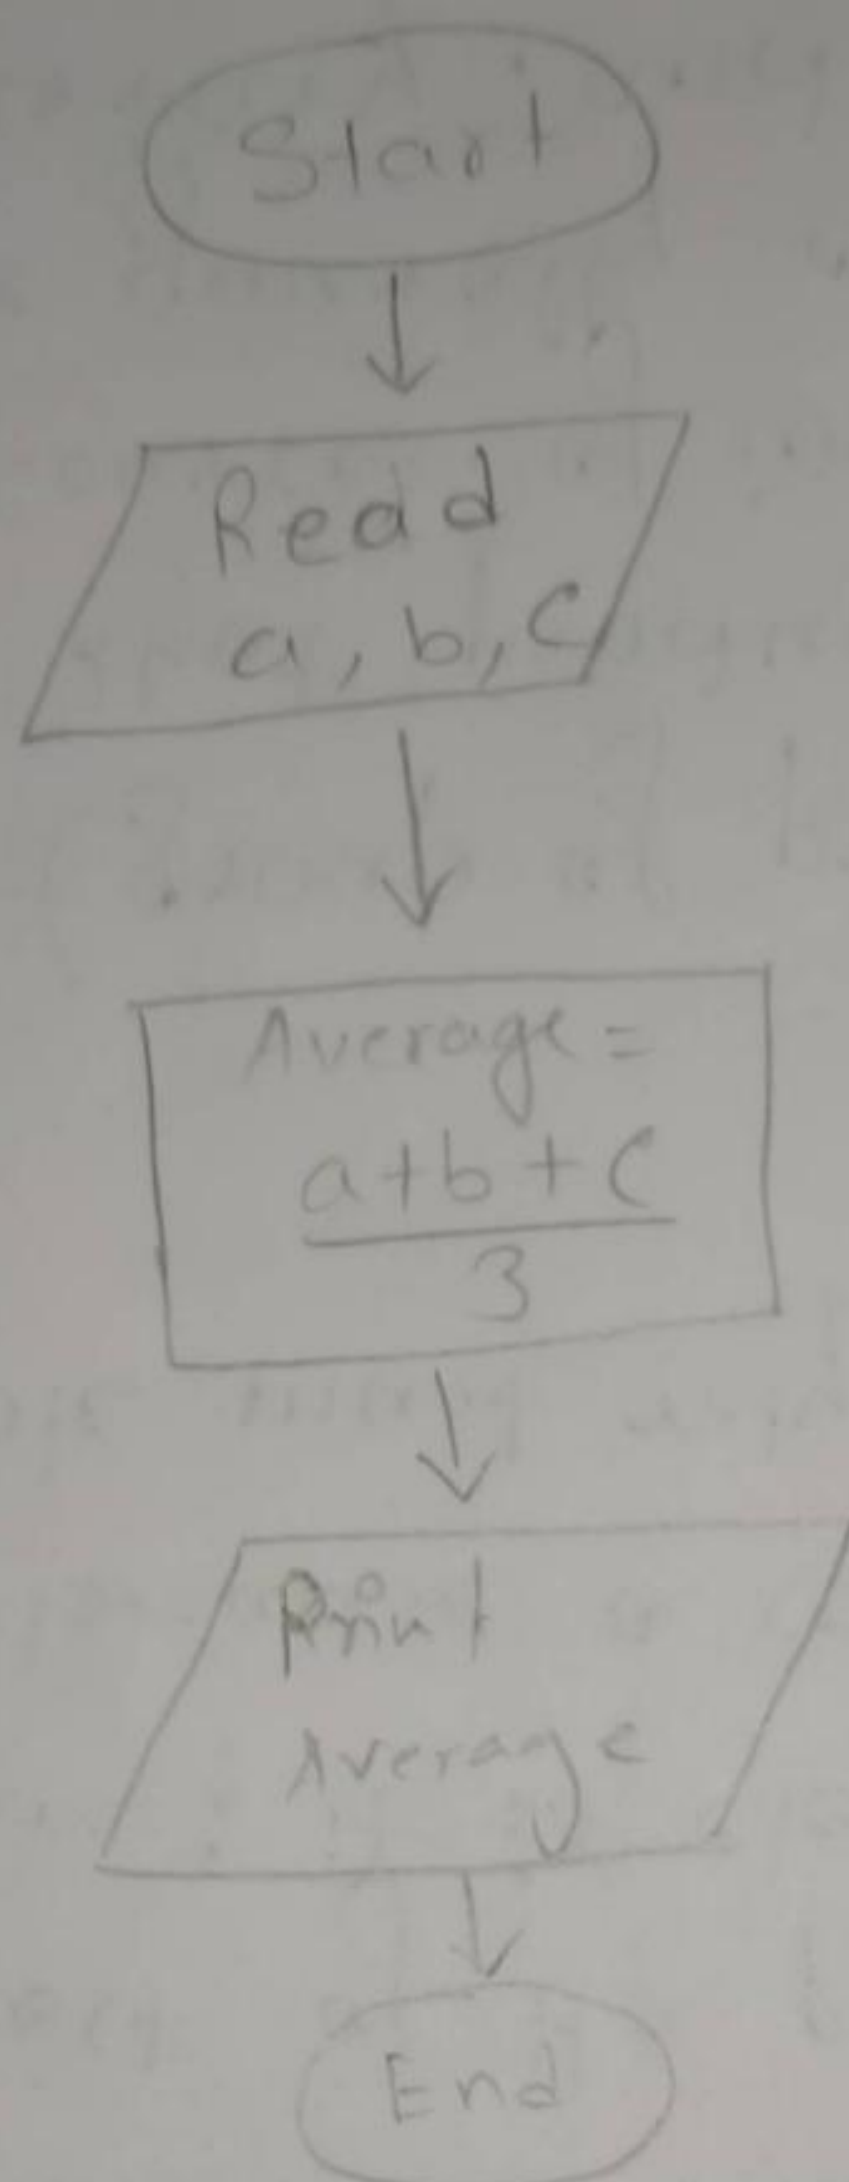 Start
Read
a, b, C
Average =
a+b+C
3
Print
Average
End